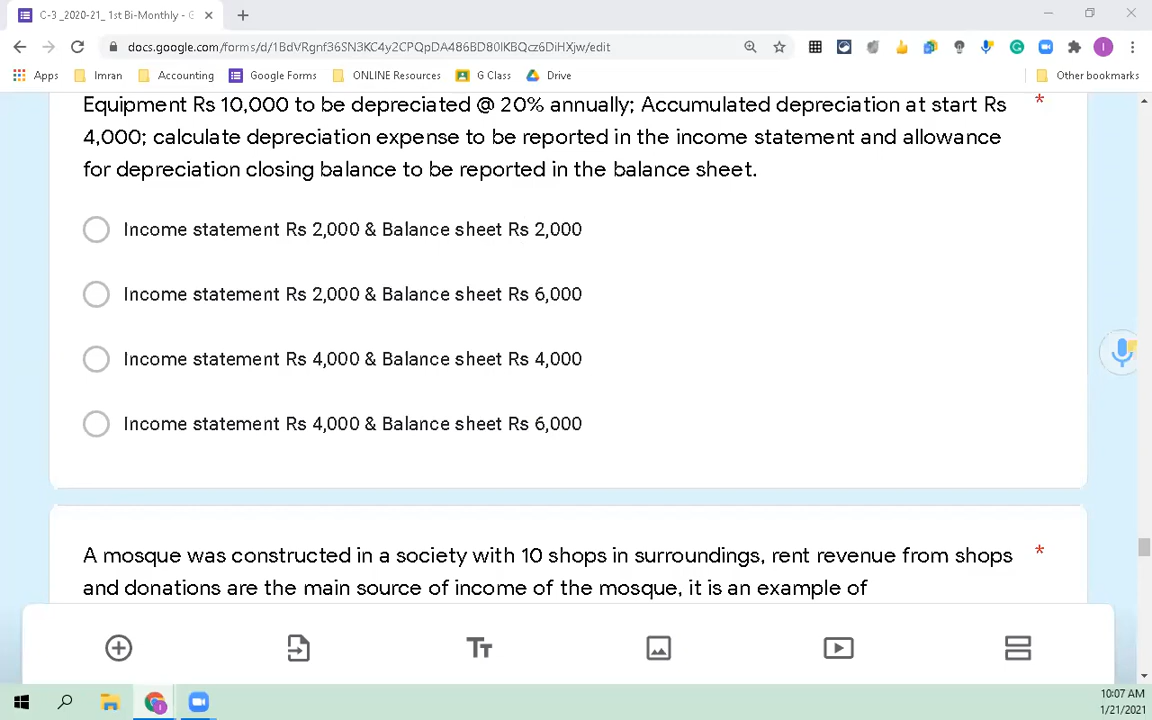 C-3 _2020-21_ 1st Bi-Monthly - G
docs.google.com/forms/d/1BdVRgnf36SN3KC4y2CPQpDA486BD80IKBQcz6DiHXjw/edit
Apps Imran Accounting Google Forms ONLINE Resources G Class Drive Other bookmarks
Equipment Rs 10,000 to be depreciated @ 20% annually; Accumulated depreciation at start Rs *
4,000; calculate depreciation expense to be reported in the income statement and allowance
for depreciation closing balance to be reported in the balance sheet.
Income statement Rs 2,000 & Balance sheet Rs 2,000
Income statement Rs 2,000 & Balance sheet Rs 6,000
Income statement Rs 4,000 & Balance sheet Rs 4,000
Income statement Rs 4,000 & Balance sheet Rs 6,000
A mosque was constructed in a society with 10 shops in surroundings, rent revenue from shops *
and donations are the main source of income of the mosque, it is an example of
Tт
10:07 AM
1/21/2021